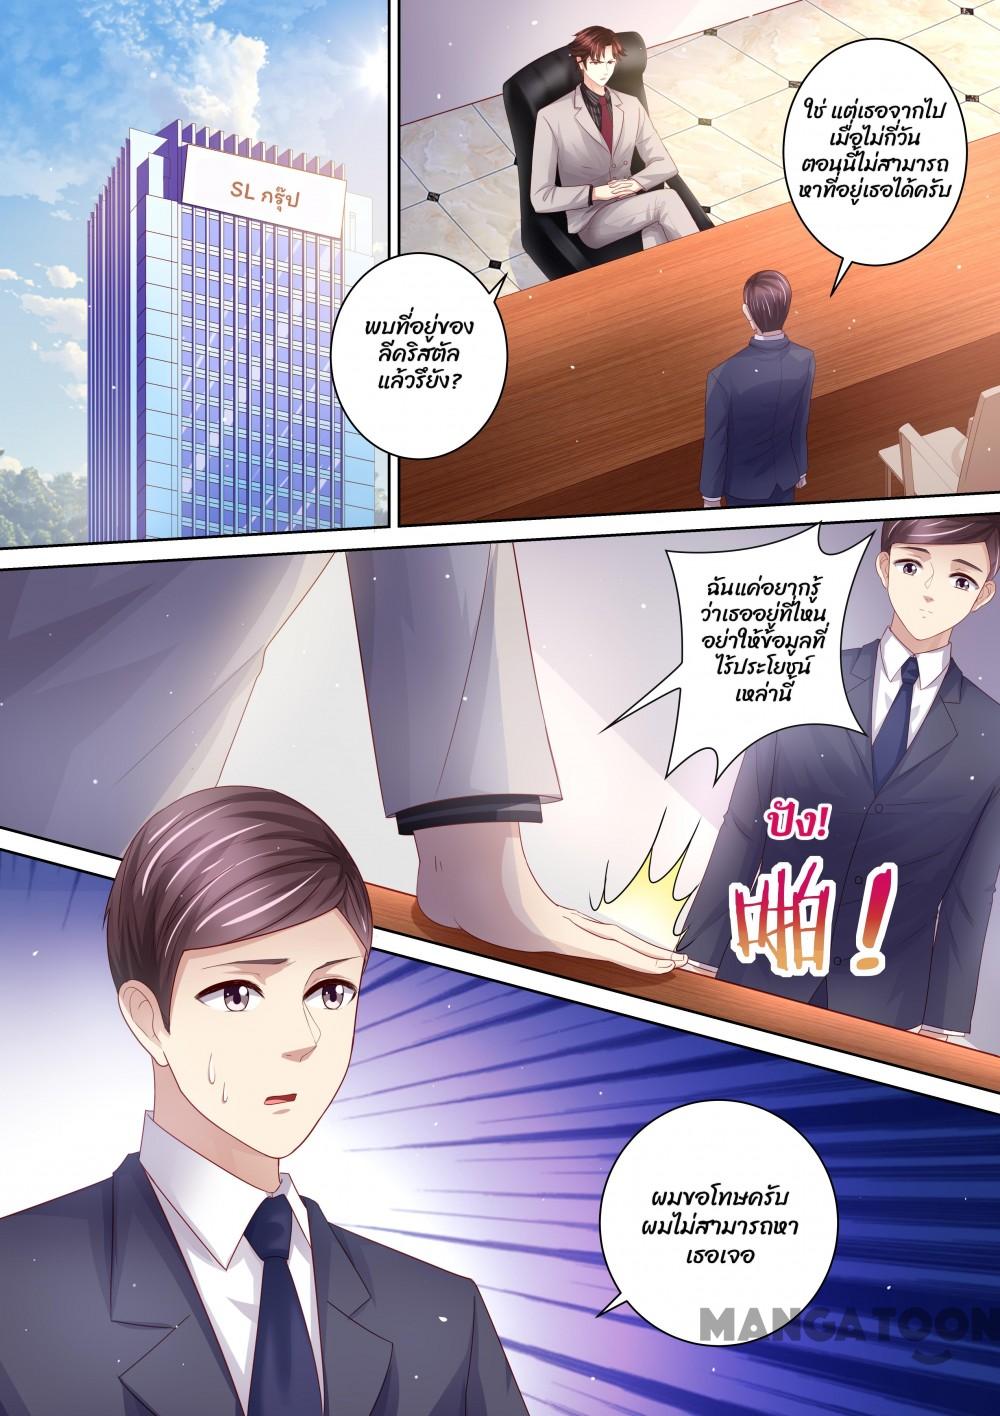 SL กรุ๊ป
พบที่อยู่ของ
ลีคริสตัล
แล้วรึยัง?
ใช่ แต่เธอจากไป
เมื่อไม่กี่วัน
ตอนนี้ไม่สามารถ
หาที่อยู่เธอได้ครับ
ฉันแค่อยากรู้
ว่าเธออยู่ที่ไหน
อย่าให้ข้อมูลที่
ไร้ประโยชน์
เหล่านี้
ปัง!
啪！
ผมขอโทษครับ
ผมไม่สามารถหา
เธอเจอ
MANGATOON